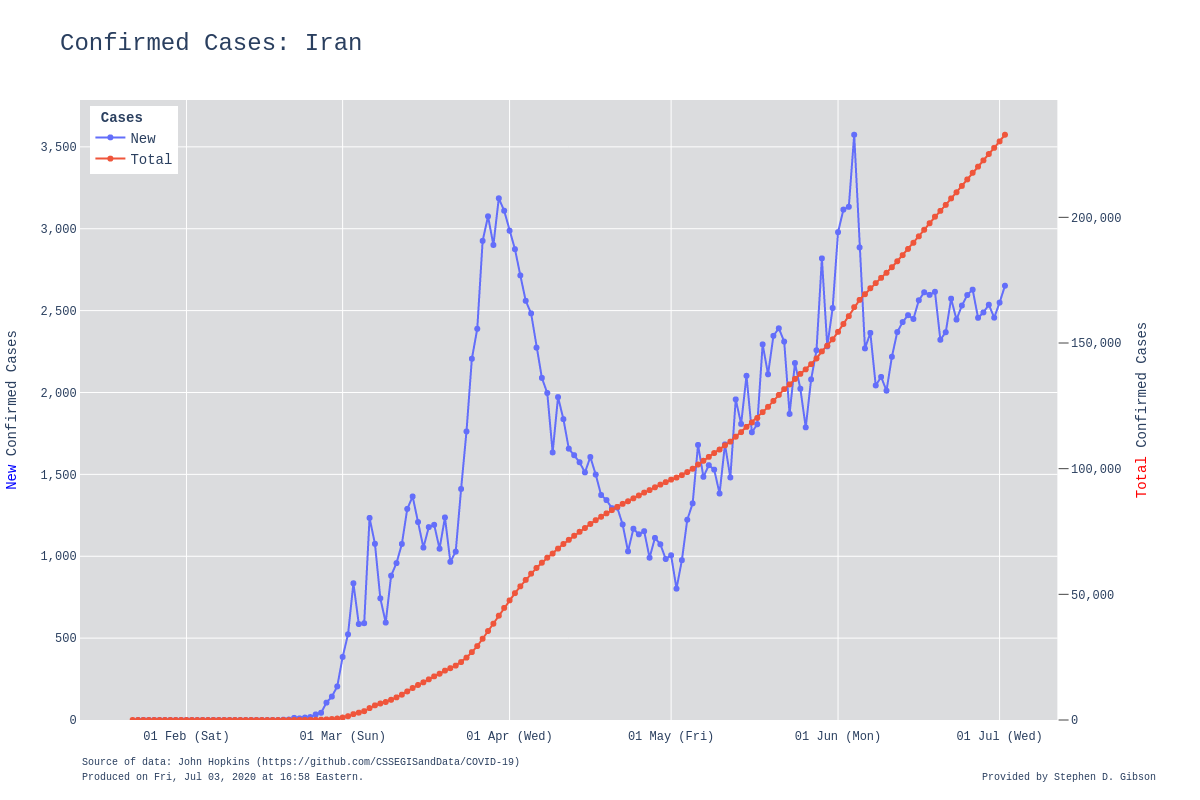 Confirmed Cases: Iran
Cases
New
Total
3,500
3,000
2,500
2,000
1,500
1,000
500
0
New Confirmed Cases
200,000
150,000
100,000
50,000
0
Total Confirmed Cases
01 Feb (Sat)
01 Mar (Sun)
01 Apr (Wed)
01 May (Fri)
01 Jun (Mon)
01 Jul (Wed)
Source of data: John Hopkins (https://github.com/CSSEGISandData/COVID-19)
Produced on Fri, Jul 03, 2020 at 16:58 Eastern.
Provided by Stephen D. Gibson